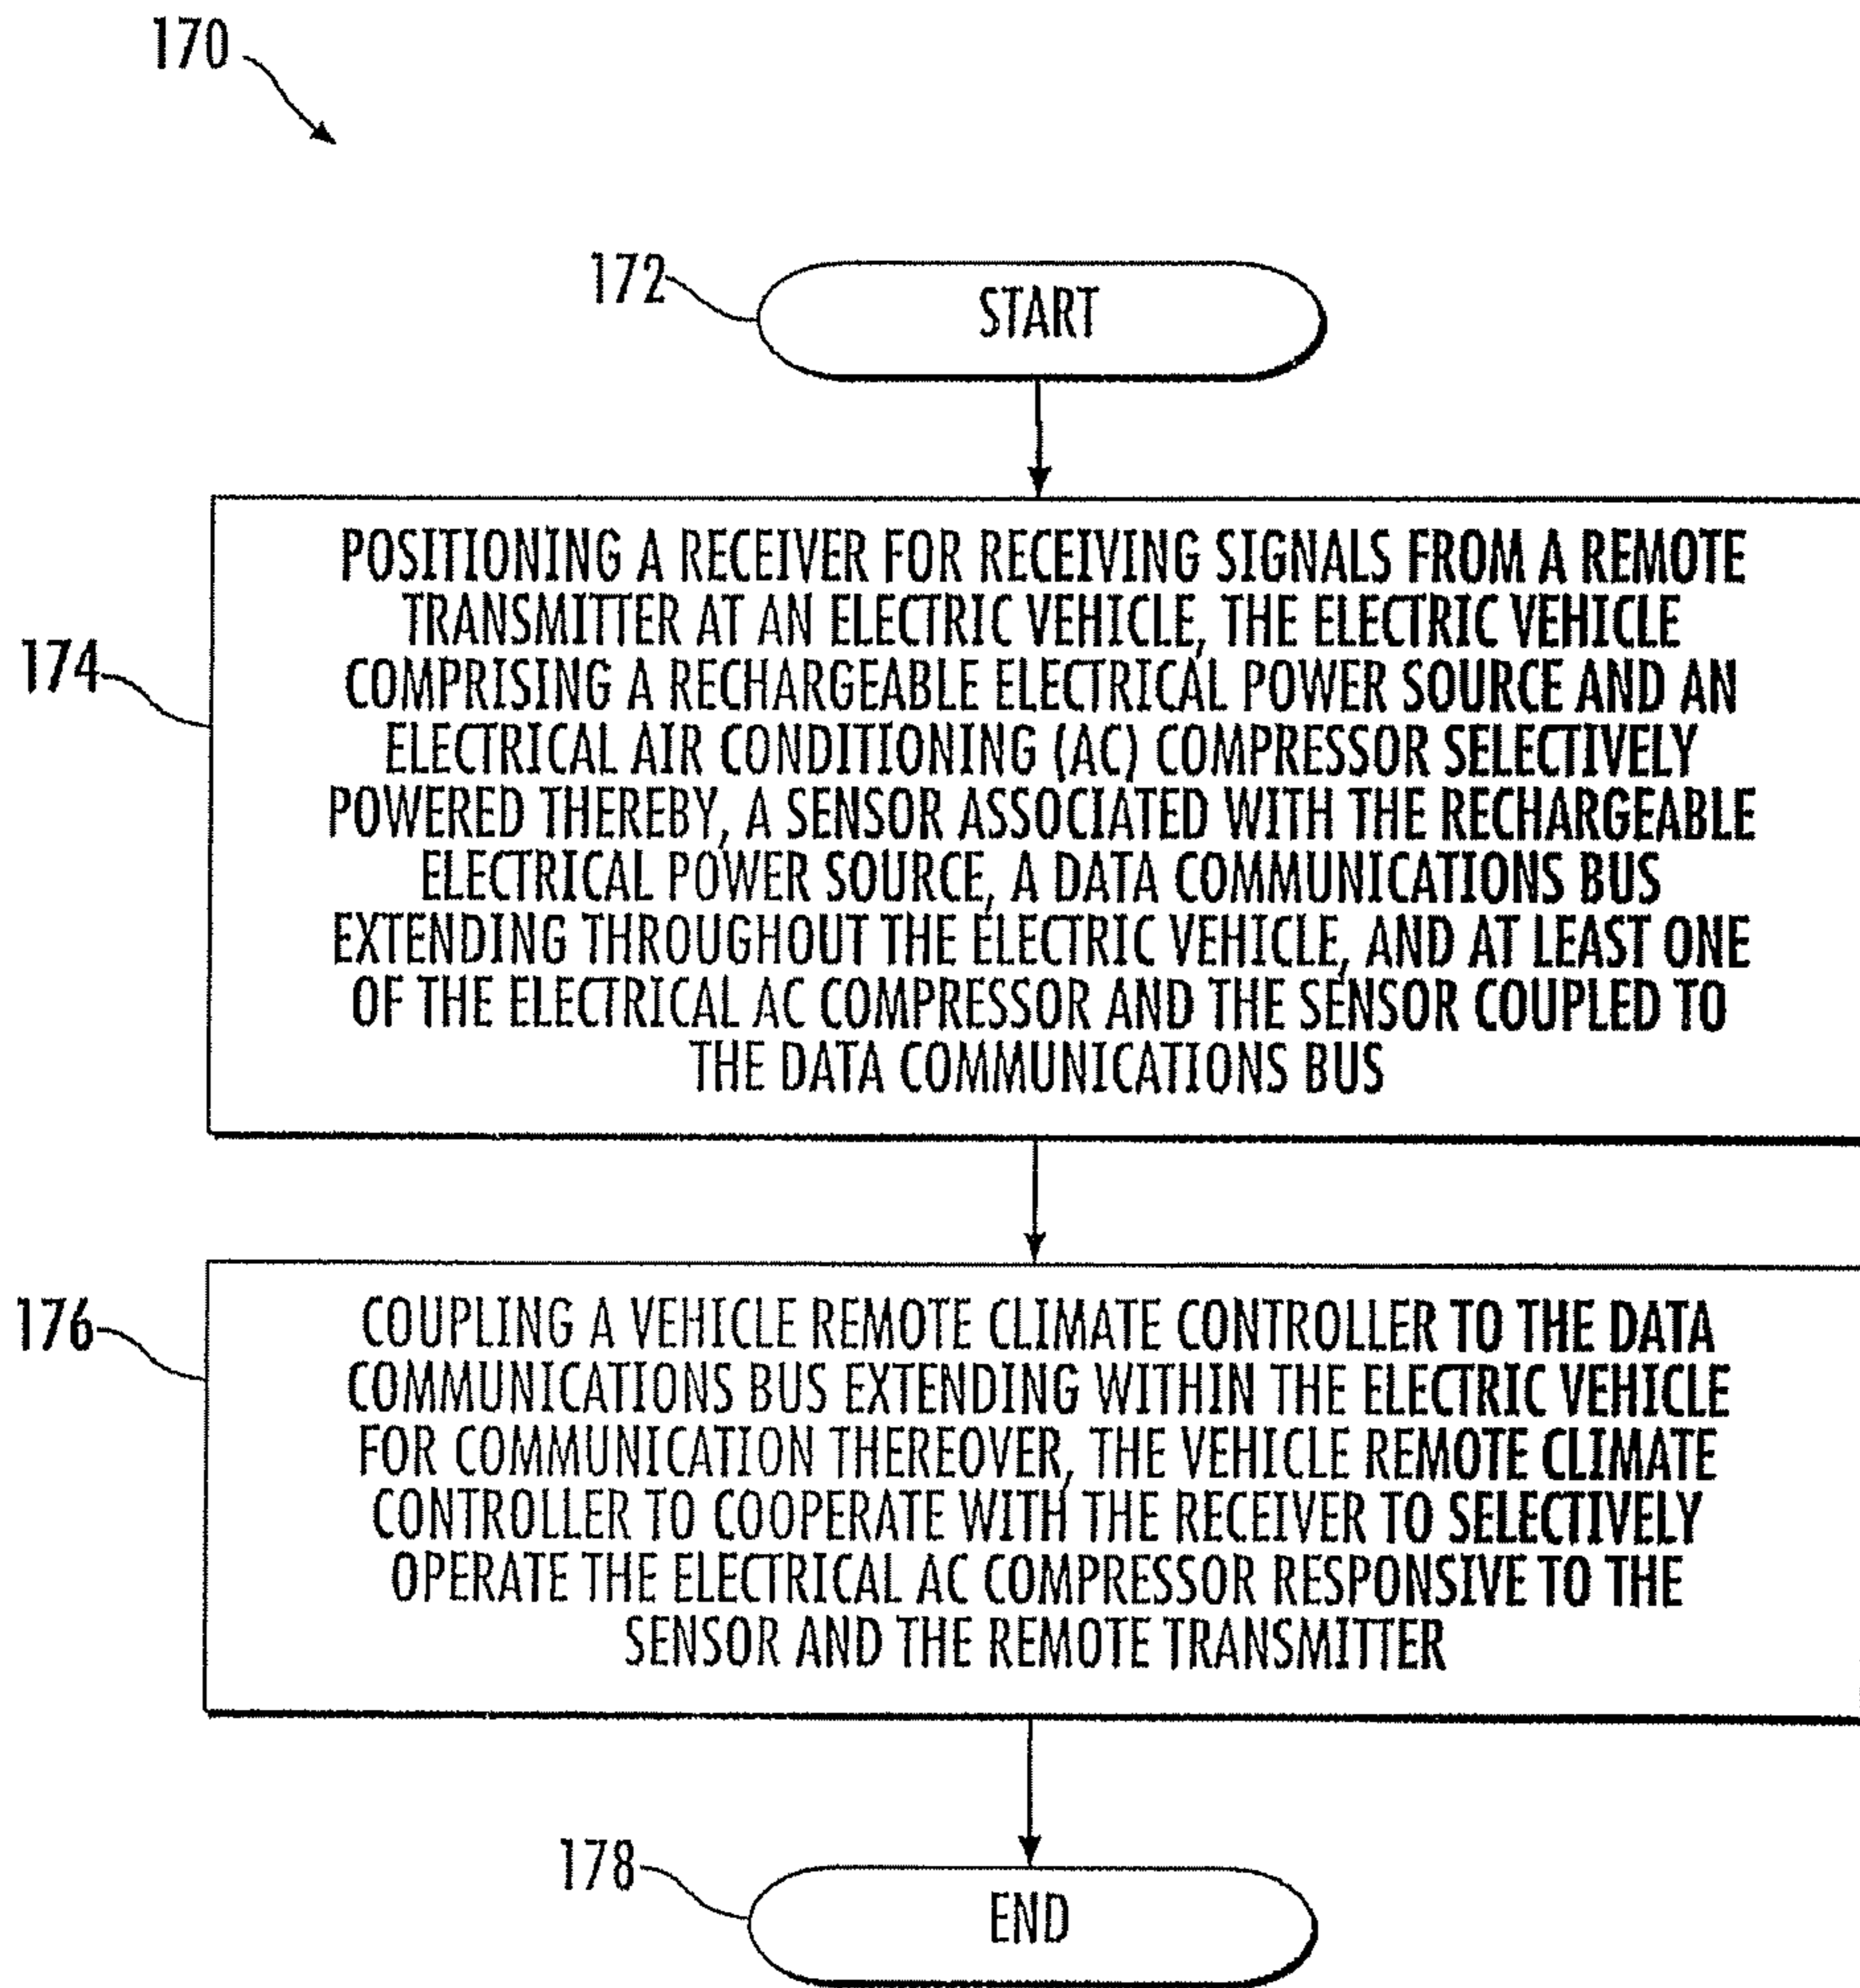 170
172
START
174
POSITIONING A RECEIVER FOR RECEIVING SIGNALS FROM A REMOTE
TRANSMITTER AT AN ELECTRIC VEHICLE, THE ELECTRIC VEHICLE
COMPRISING A RECHARGEABLE ELECTRICAL POWER SOURCE AND AN
ELECTRICAL AIR CONDITIONING (AC) COMPRESSOR SELECTIVELY
POWERED THEREBY, A SENSOR ASSOCIATED WITH THE RECHARGEABLE
ELECTRICAL POWER SOURCE, A DATA COMMUNICATIONS BUS
EXTENDING THROUGHOUT THE ELECTRIC VEHICLE, AND AT LEAST ONE
OF THE ELECTRICAL AC COMPRESSOR AND THE SENSOR COUPLED TO
THE DATA COMMUNICATIONS BUS
176
COUPLING A VEHICLE REMOTE CLIMATE CONTROLLER TO THE DATA
COMMUNICATIONS BUS EXTENDING WITHIN THE ELECTRIC VEHICLE
FOR COMMUNICATION THEREOVER, THE VEHICLE REMOTE CLIMATE
CONTROLLER TO COOPERATE WITH THE RECEIVER TO SELECTIVELY
OPERATE THE ELECTRICAL AC COMPRESSOR RESPONSIVE TO THE
SENSOR AND THE REMOTE TRANSMITTER
178
END